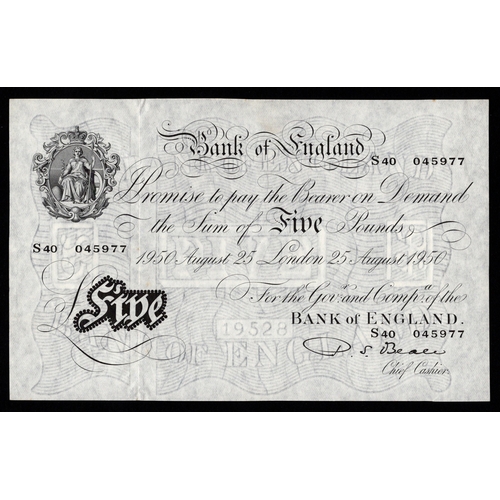 Bank of England
S40 045977
I Promise to pay the Bearer on Demand
the Sum of Five Pounds
S40 045977
1950 August 25 London 25 August 1950
For the Govr. and Compa. of the
£Five
BANK of ENGLAND.
19528
S40 045977
P. S. Beale
Chief Cashier.
OF ENGL